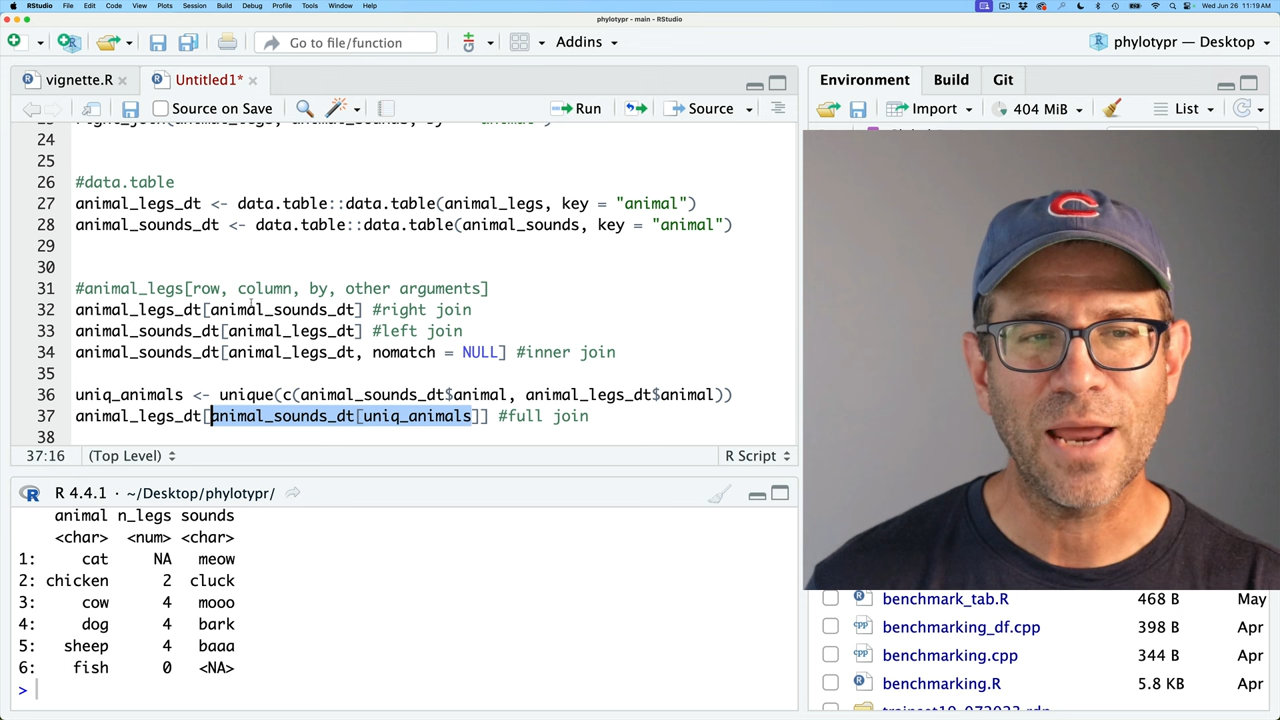 RStudio File Edit Code View Plots Session Build Debug Profile Tools Window Help Wed Jun 26 11:19 AM
phylotypr - main - RStudio
Go to file/function Addins phylotypr — Desktop
vignette.R Untitled1*
Source on Save Run Source
24
25
26 #data.table
27 animal_legs_dt <- data.table::data.table(animal_legs, key = "animal")
28 animal_sounds_dt <- data.table::data.table(animal_sounds, key = "animal")
29
30
31 #animal_legs[row, column, by, other arguments]
32 animal_legs_dt[animal_sounds_dt] #right join
33 animal_sounds_dt[animal_legs_dt] #left join
34 animal_sounds_dt[animal_legs_dt, nomatch = NULL] #inner join
35
36 uniq_animals <- unique(c(animal_sounds_dt$animal, animal_legs_dt$animal))
37 animal_legs_dt[animal_sounds_dt[uniq_animals]] #full join
38
37:16 (Top Level) R Script
R 4.4.1 · ~/Desktop/phylotypr/
animal n_legs sounds
<char> <num> <char>
1: cat NA meow
2: chicken 2 cluck
3: cow 4 mooo
4: dog 4 bark
5: sheep 4 baaa
6: fish 0 <NA>
>
Environment Build Git
Import 404 MiB List
C
benchmark_tab.R 468 B May
benchmarking_df.cpp 398 B Apr
benchmarking.cpp 344 B Apr
benchmarking.R 5.8 KB Apr